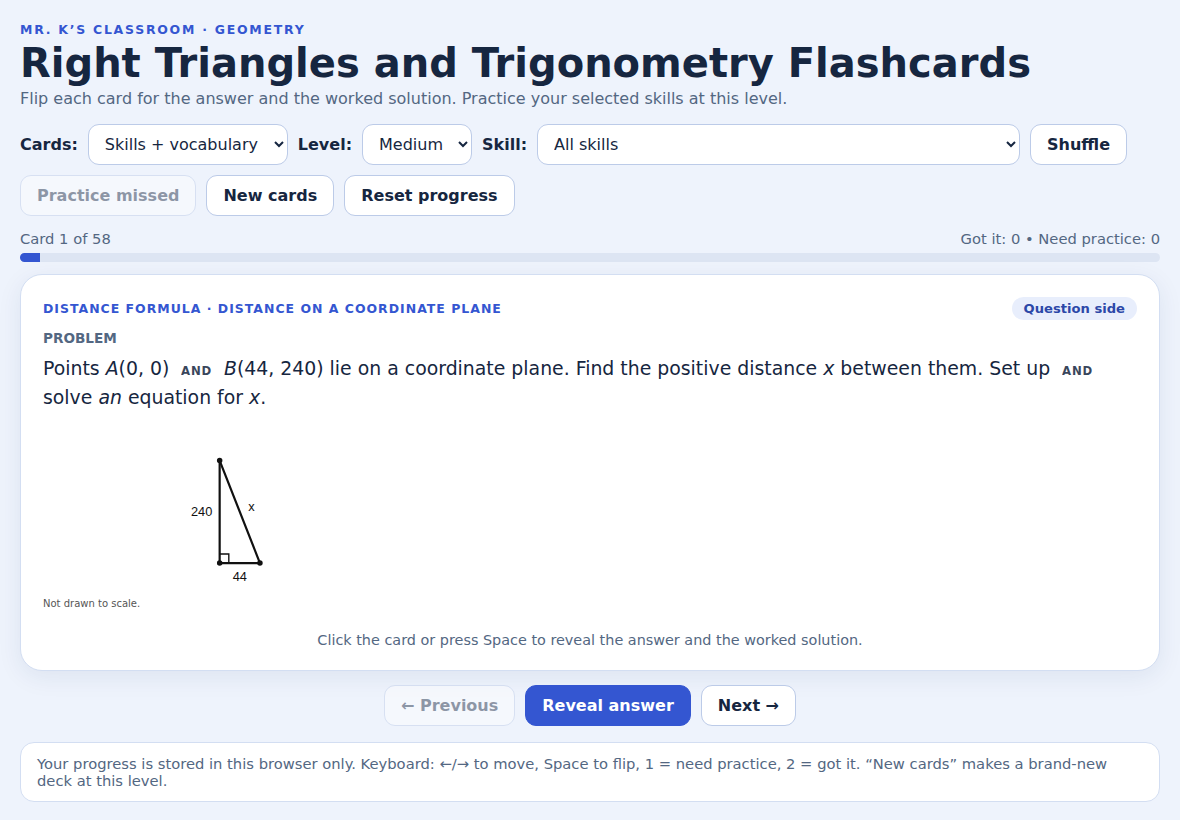 MR. K’S CLASSROOM · GEOMETRY
Right Triangles and Trigonometry Flashcards
Flip each card for the answer and the worked solution. Practice your selected skills at this level.
Cards: Skills + vocabulary Level: Medium Skill: All skills Shuffle
Practice missed New cards Reset progress
Card 1 of 58 Got it: 0 • Need practice: 0
DISTANCE FORMULA · DISTANCE ON A COORDINATE PLANE Question side
PROBLEM
Points A(0, 0) AND B(44, 240) lie on a coordinate plane. Find the positive distance x between them. Set up AND
solve an equation for x.
240 x
44
Not drawn to scale.
Click the card or press Space to reveal the answer and the worked solution.
← Previous Reveal answer Next →
Your progress is stored in this browser only. Keyboard: ←/→ to move, Space to flip, 1 = need practice, 2 = got it. “New cards” makes a brand-new
deck at this level.